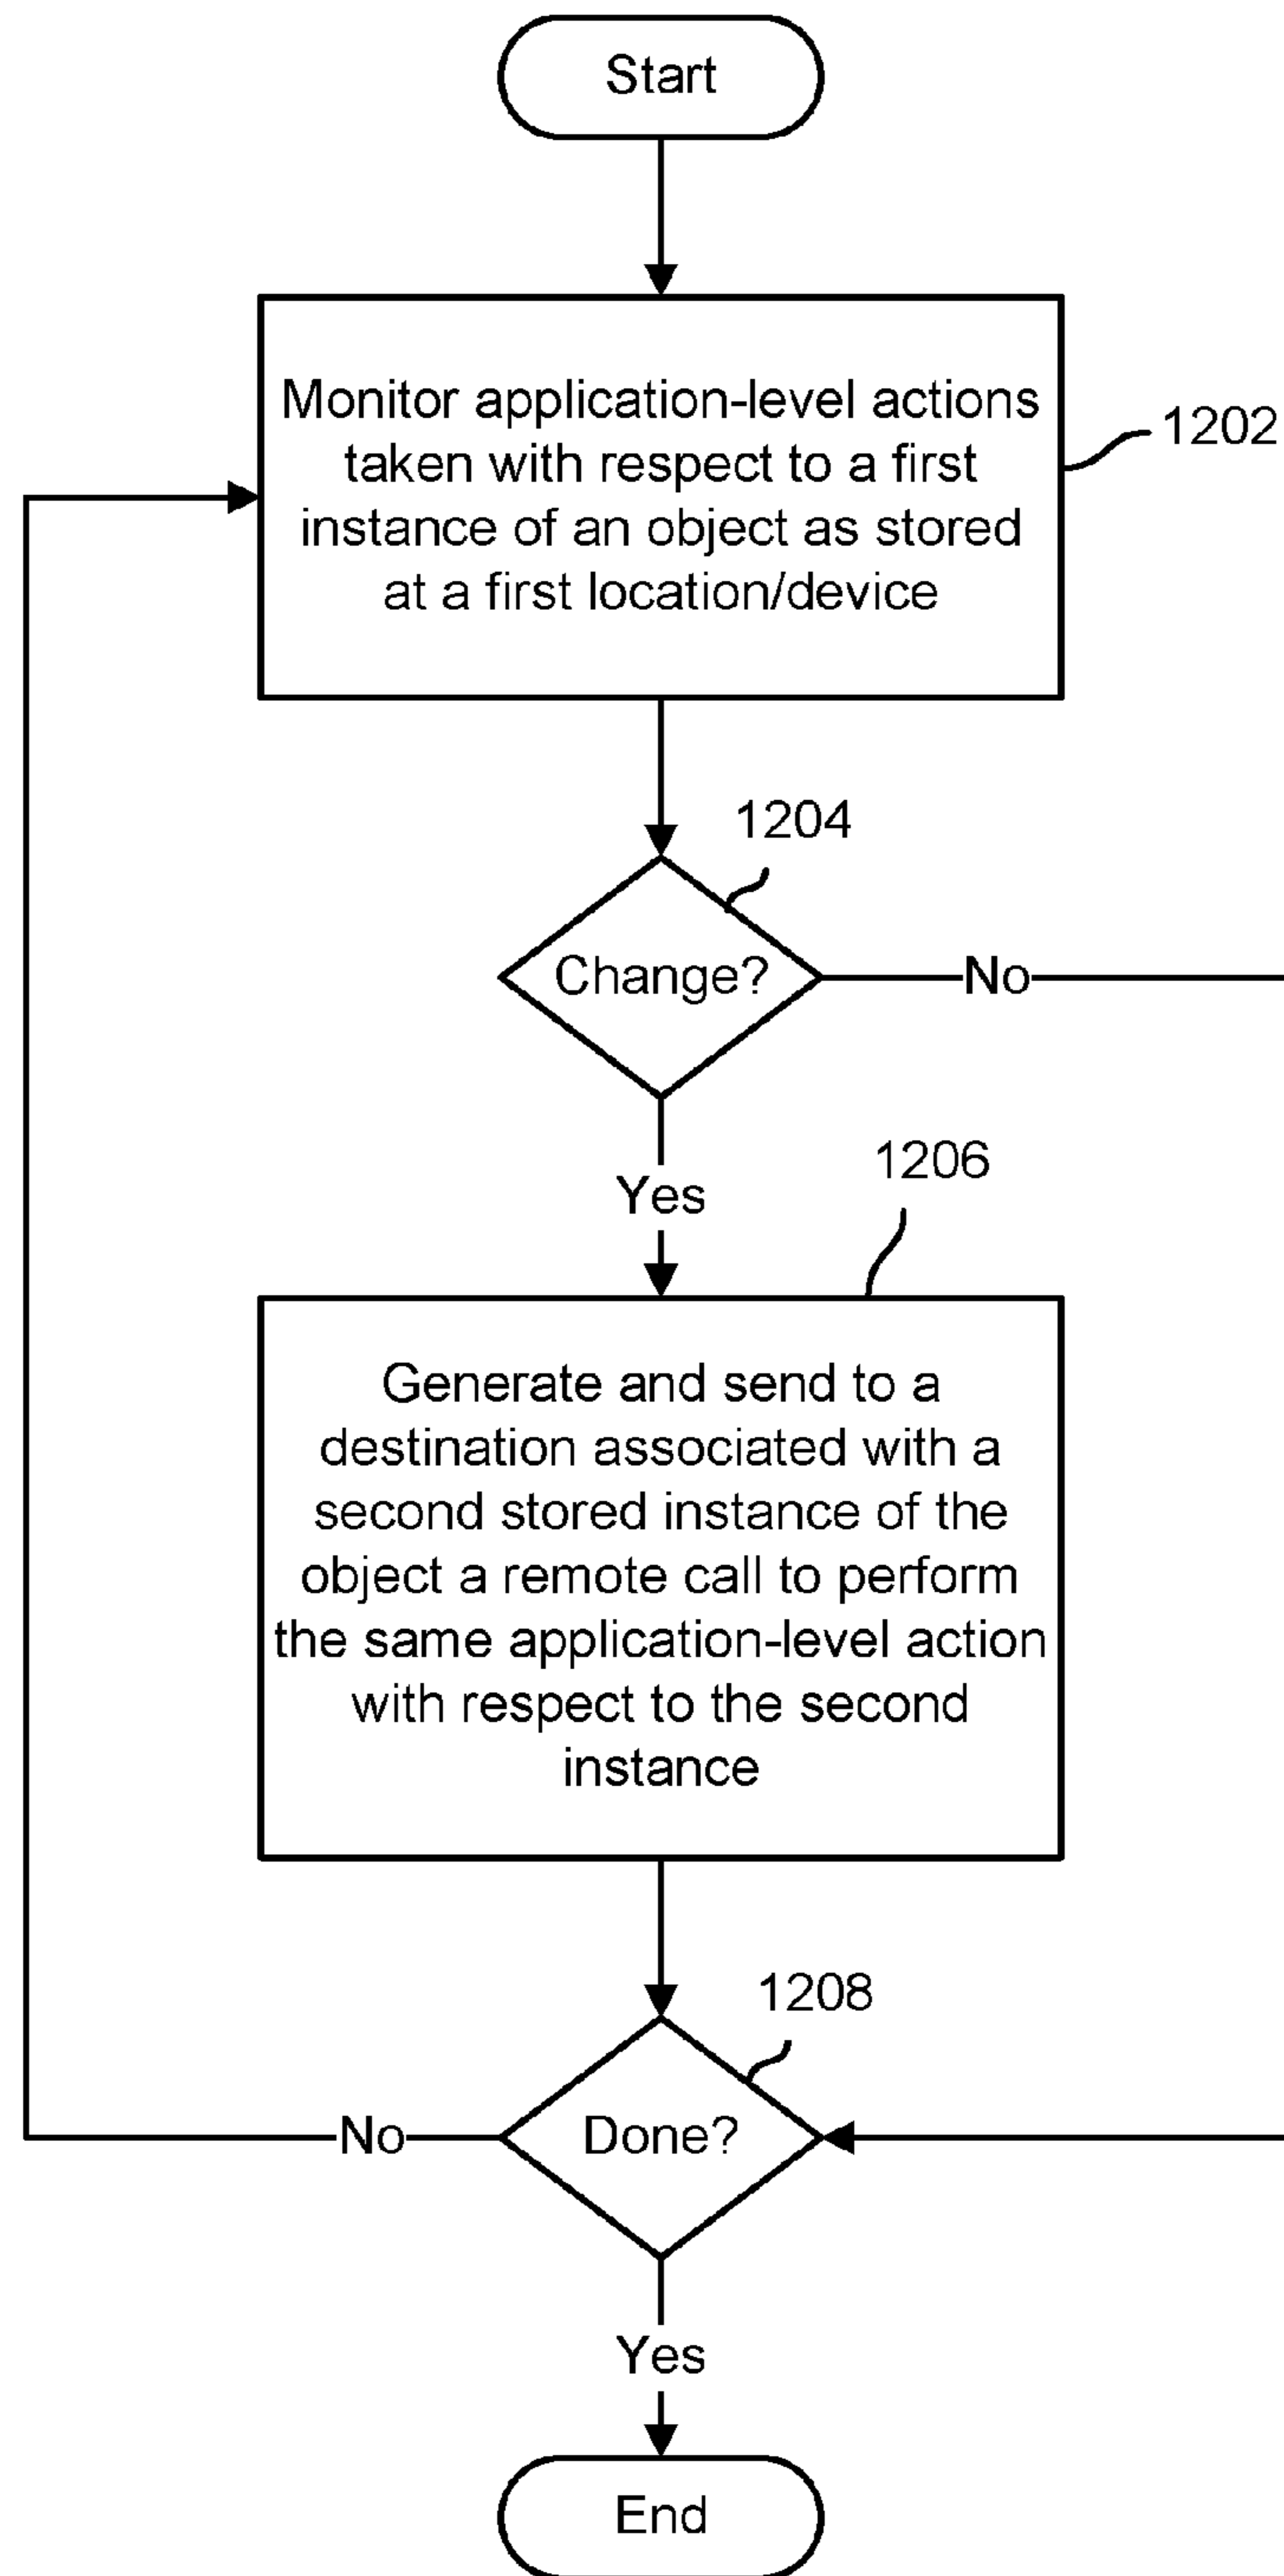 Start
Monitor application-level actions
taken with respect to a first
instance of an object as stored
at a first location/device
1202
1204
Change?
No
Yes
1206
Generate and send to a
destination associated with a
second stored instance of the
object a remote call to perform
the same application-level action
with respect to the second
instance
1208
Done?
No
Yes
End